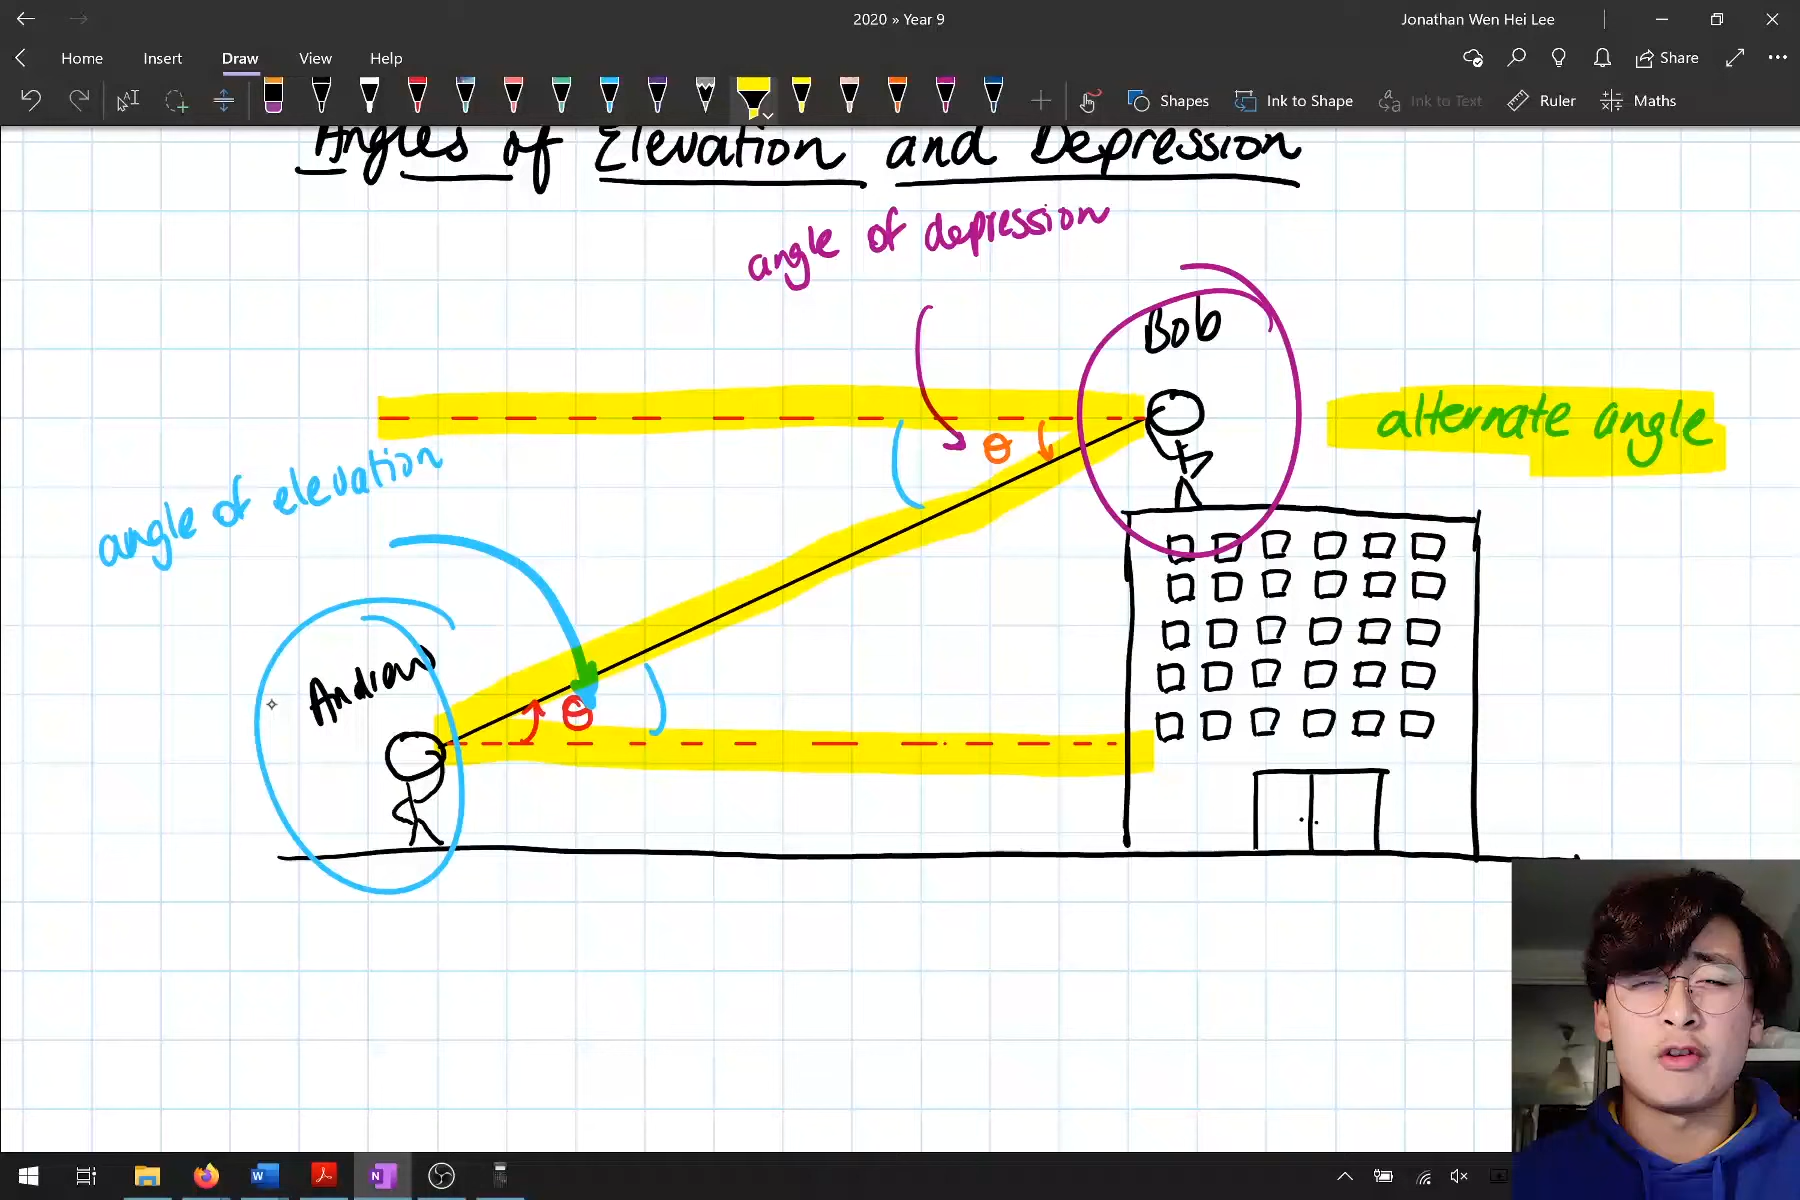 2020 » Year 9
Jonathan Wen Hei Lee
Home Insert Draw View Help
Share
Shapes Ink to Shape Ink to Text Ruler Maths
Angles of Elevation and Depression
angle of depression
Bob
alternate angle
θ
angle of elevation
Andrew
θ